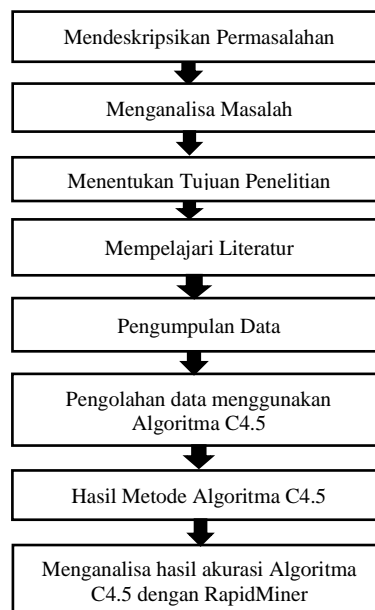 Mendeskripsikan Permasalahan
Menganalisa Masalah
Menentukan Tujuan Penelitian
Mempelajari Literatur
Pengumpulan Data
Pengolahan data menggunakan
Algoritma C4.5
Hasil Metode Algoritma C4.5
Menganalisa hasil akurasi Algoritma
C4.5 dengan RapidMiner